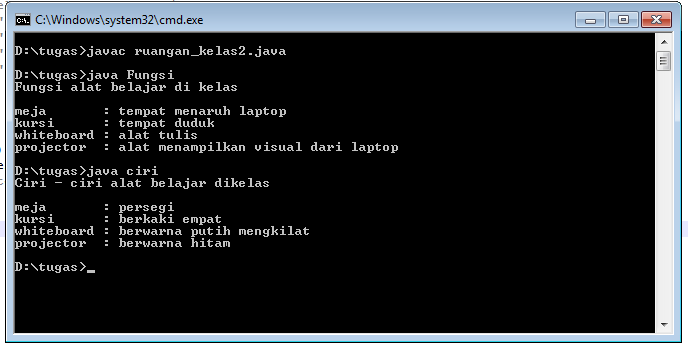 C:\Windows\system32\cmd.exe
D:\tugas>javac ruangan_kelas2.java
D:\tugas>java Fungsi
Fungsi alat belajar di kelas
meja       : tempat menaruh laptop
kursi      : tempat duduk
whiteboard : alat tulis
projector  : alat menampilkan visual dari laptop
D:\tugas>java ciri
Ciri - ciri alat belajar dikelas
meja       : persegi
kursi      : berkaki empat
whiteboard : berwarna putih mengkilat
projector  : berwarna hitam
D:\tugas>_